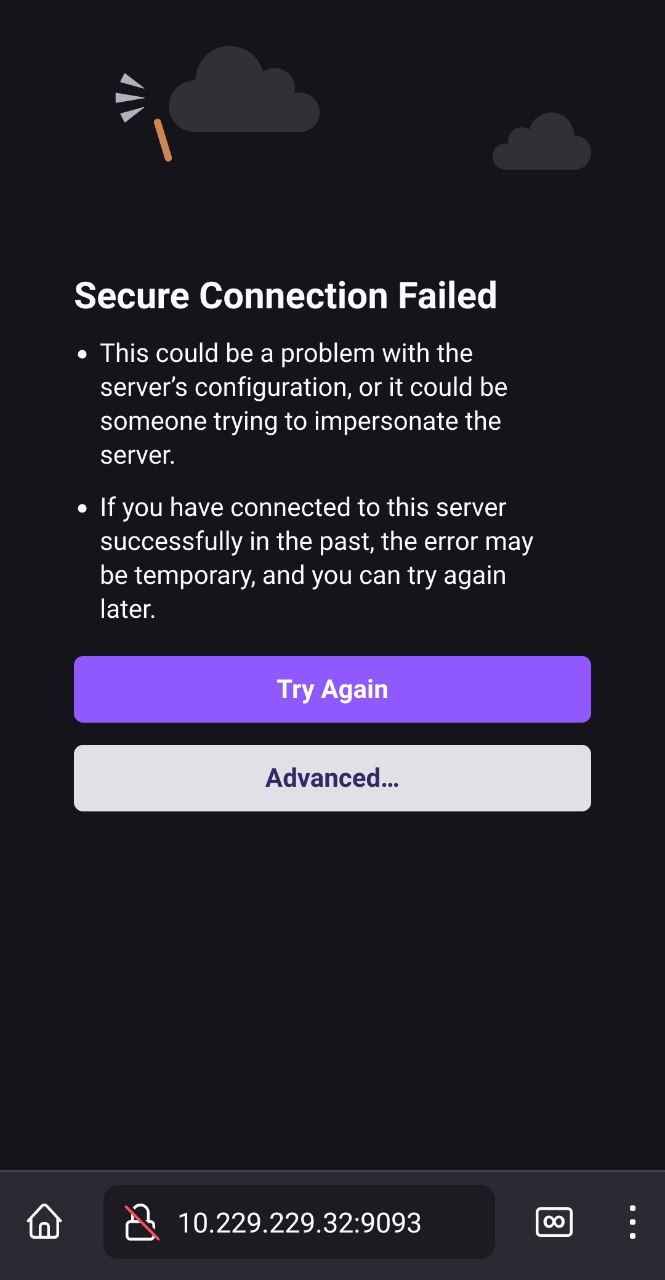 Secure Connection Failed
• This could be a problem with the
server’s configuration, or it could be
someone trying to impersonate the
server.
• If you have connected to this server
successfully in the past, the error may
be temporary, and you can try again
later.
Try Again
Advanced…
10.229.229.32:9093
∞